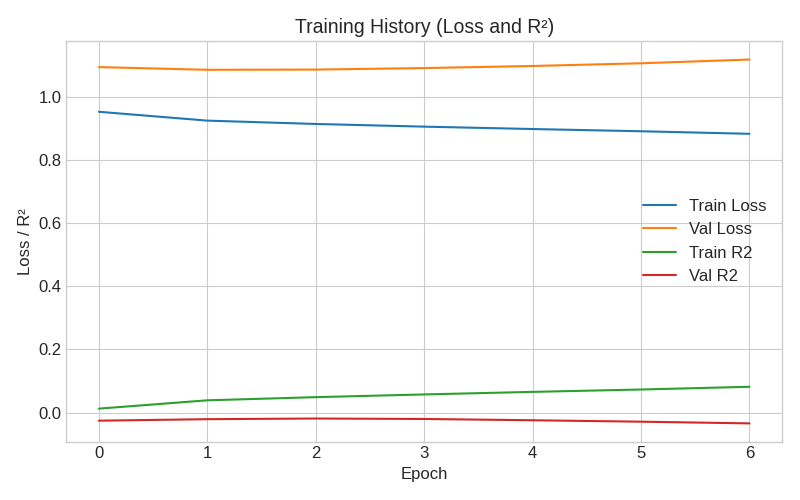 Training History (Loss and R²)
Loss / R²
1.0
0.8
0.6
0.4
0.2
0.0
Train Loss
Val Loss
Train R2
Val R2
0 1 2 3 4 5 6
Epoch